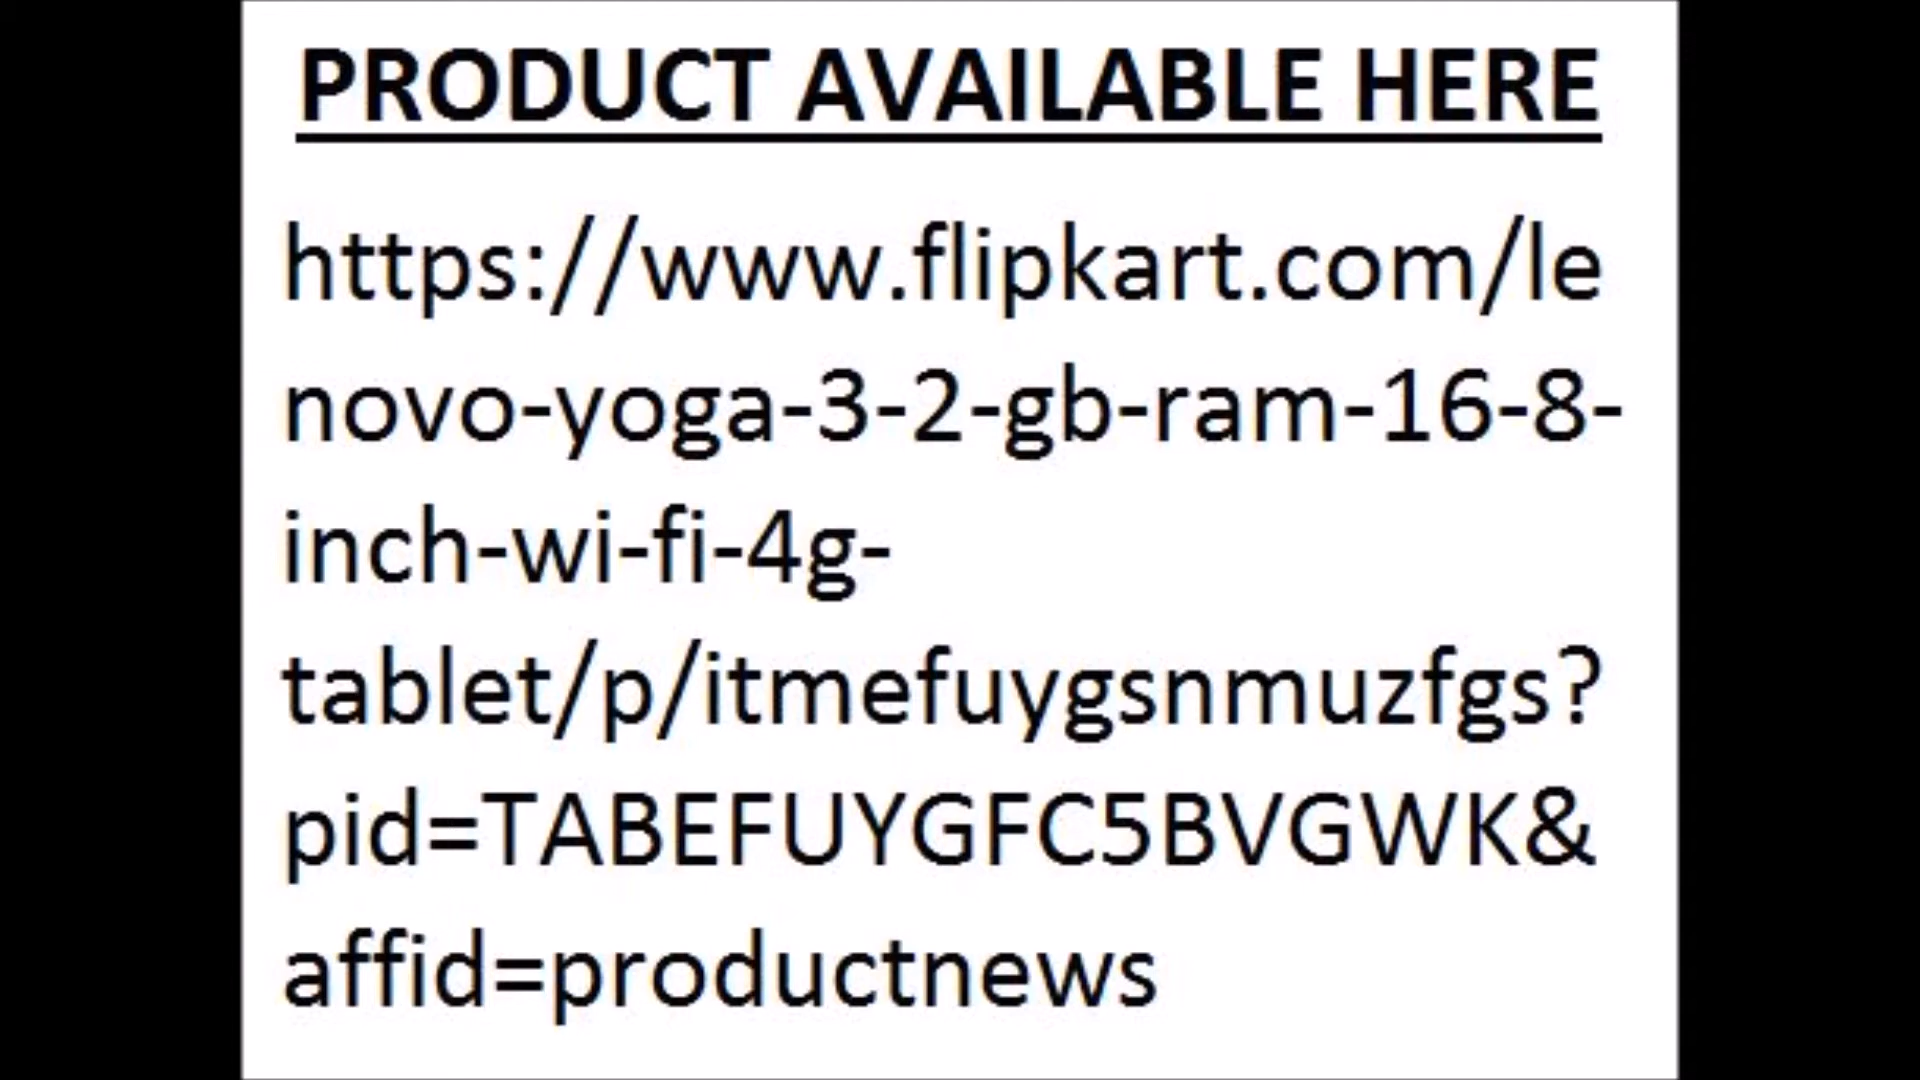 PRODUCT AVAILABLE HERE
https://www.flipkart.com/le
novo-yoga-3-2-gb-ram-16-8-
inch-wi-fi-4g-
tablet/p/itmefuygsnmuzfgs?
pid=TABEFUYGFC5BVGWK&
affid=productnews